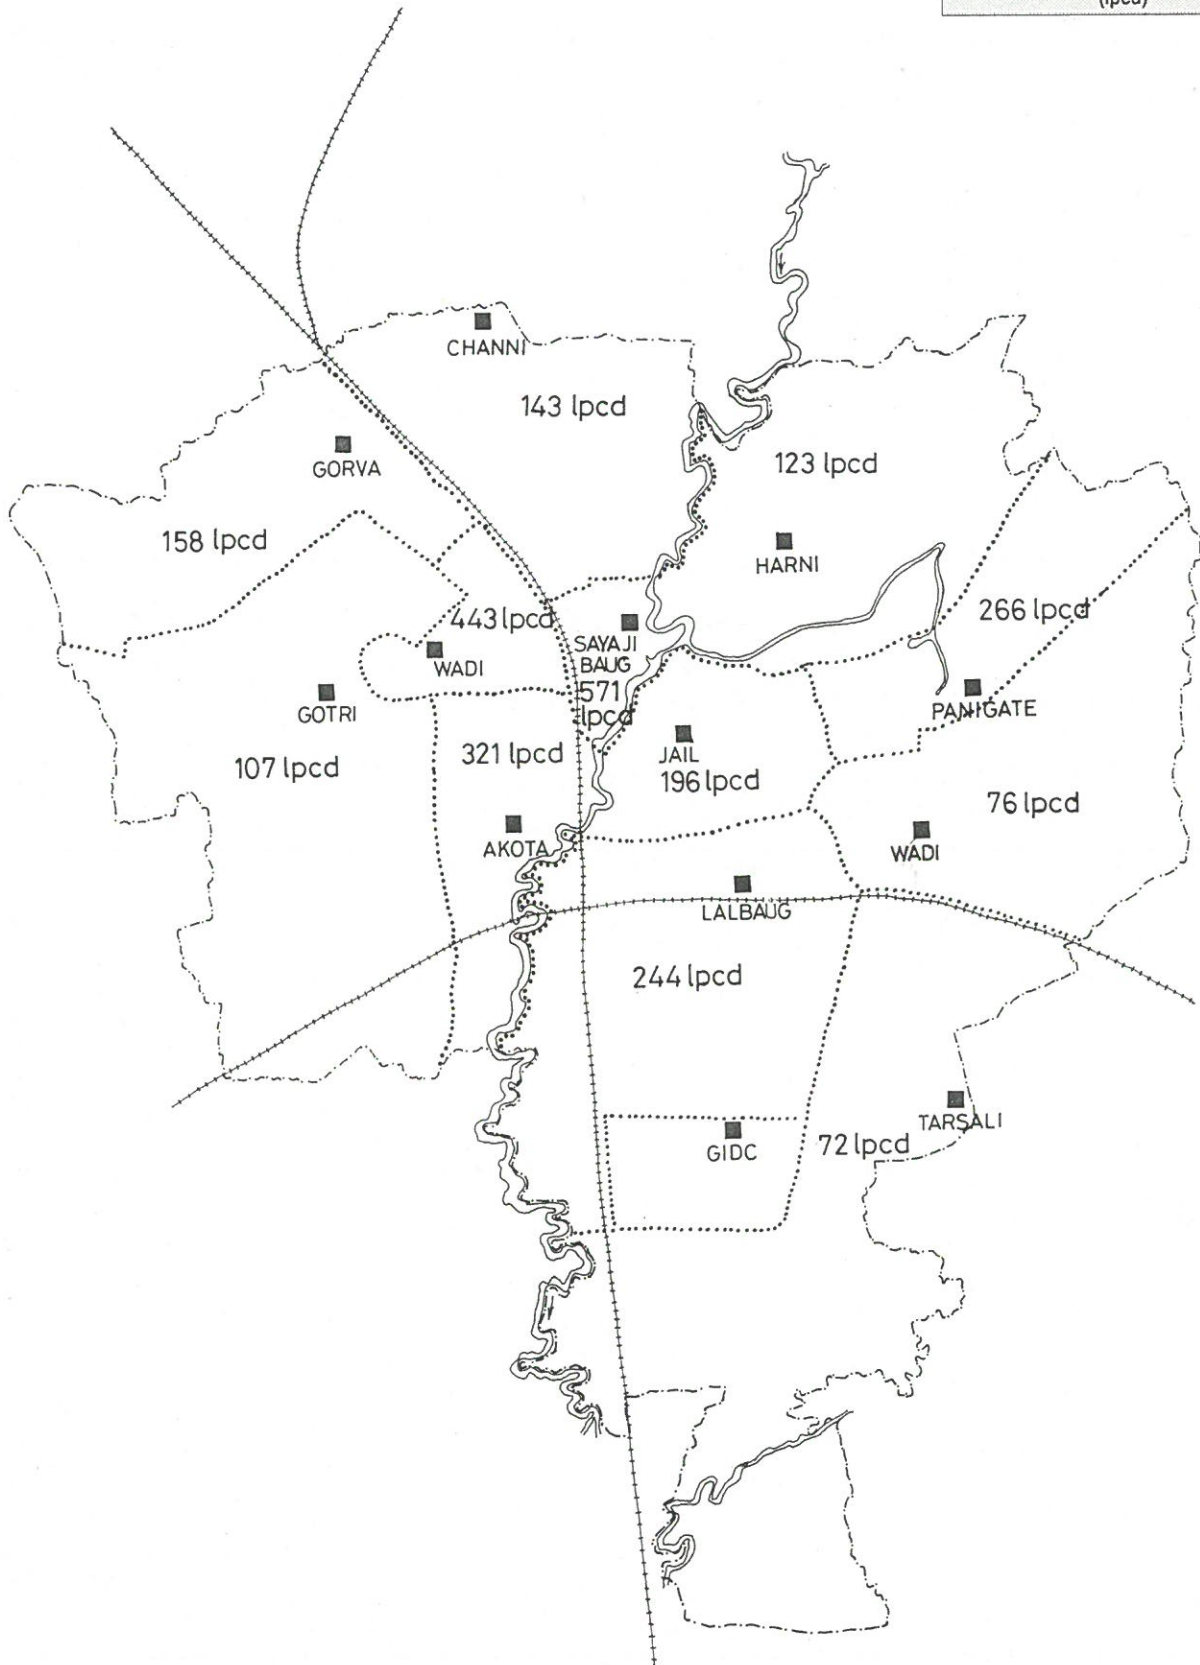 (lpcd)
CHANNI
143 lpcd
GORVA
123 lpcd
158 lpcd
HARNI
266 lpcd
443 lpcd
SAYAJI
BAUG
571
lpcd
WADI
GOTRI
PANIGATE
JAIL
196 lpcd
321 lpcd
107 lpcd
76 lpcd
AKOTA
WADI
LALBAUG
244 lpcd
TARSALI
GIDC
72 lpcd